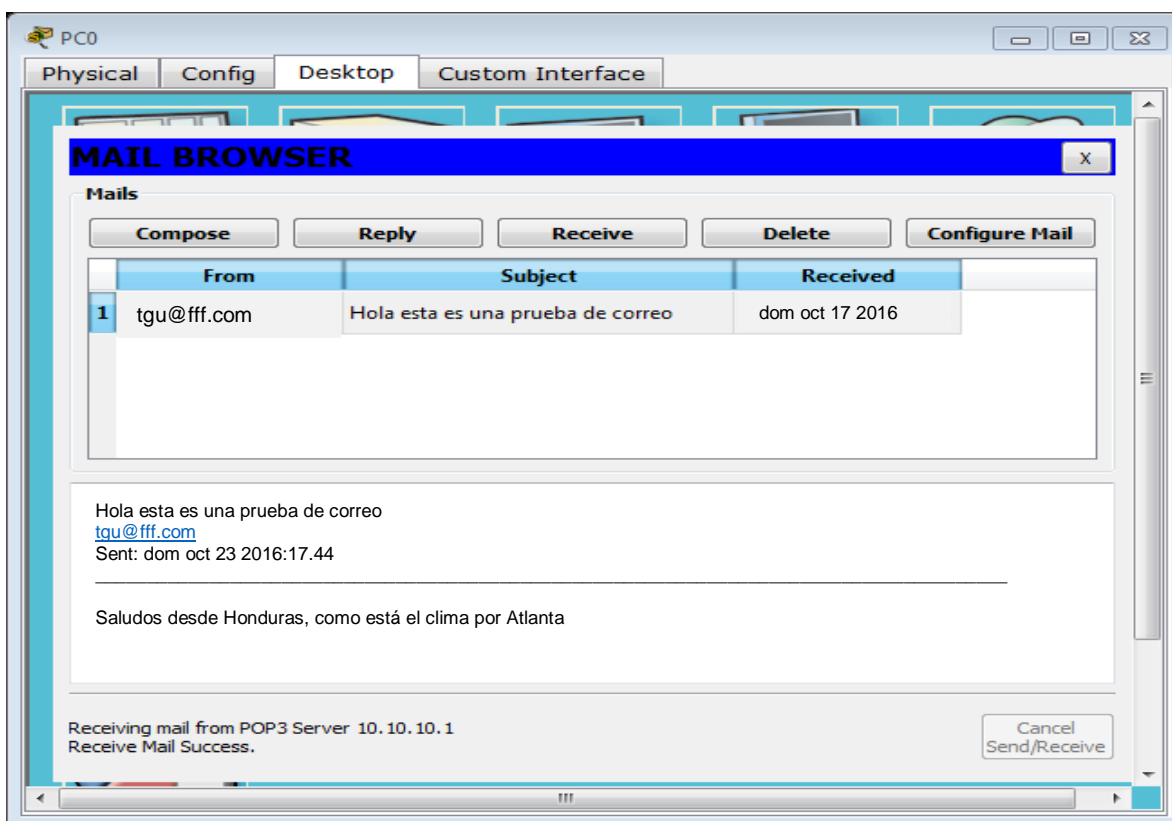 PC0
Physical Config Desktop Custom Interface
MAIL BROWSER X
Mails
Compose Reply Receive Delete Configure Mail
From Subject Received
1 tgu@fff.com Hola esta es una prueba de correo dom oct 17 2016
Hola esta es una prueba de correo
tgu@fff.com
Sent: dom oct 23 2016:17.44
Saludos desde Honduras, como está el clima por Atlanta
Receiving mail from POP3 Server 10.10.10.1
Receive Mail Success.
Cancel
Send/Receive